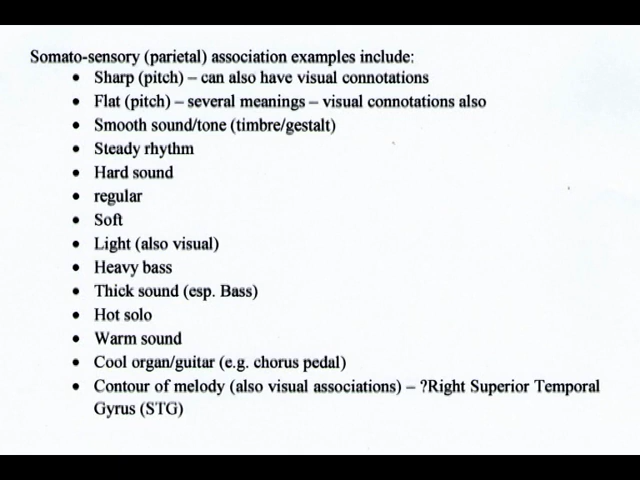 Somato-sensory (parietal) association examples include:
• Sharp (pitch) – can also have visual connotations
• Flat (pitch) – several meanings – visual connotations also
• Smooth sound/tone (timbre/gestalt)
• Steady rhythm
• Hard sound
• regular
• Soft
• Light (also visual)
• Heavy bass
• Thick sound (esp. Bass)
• Hot solo
• Warm sound
• Cool organ/guitar (e.g. chorus pedal)
• Contour of melody (also visual associations) – ?Right Superior Temporal
Gyrus (STG)